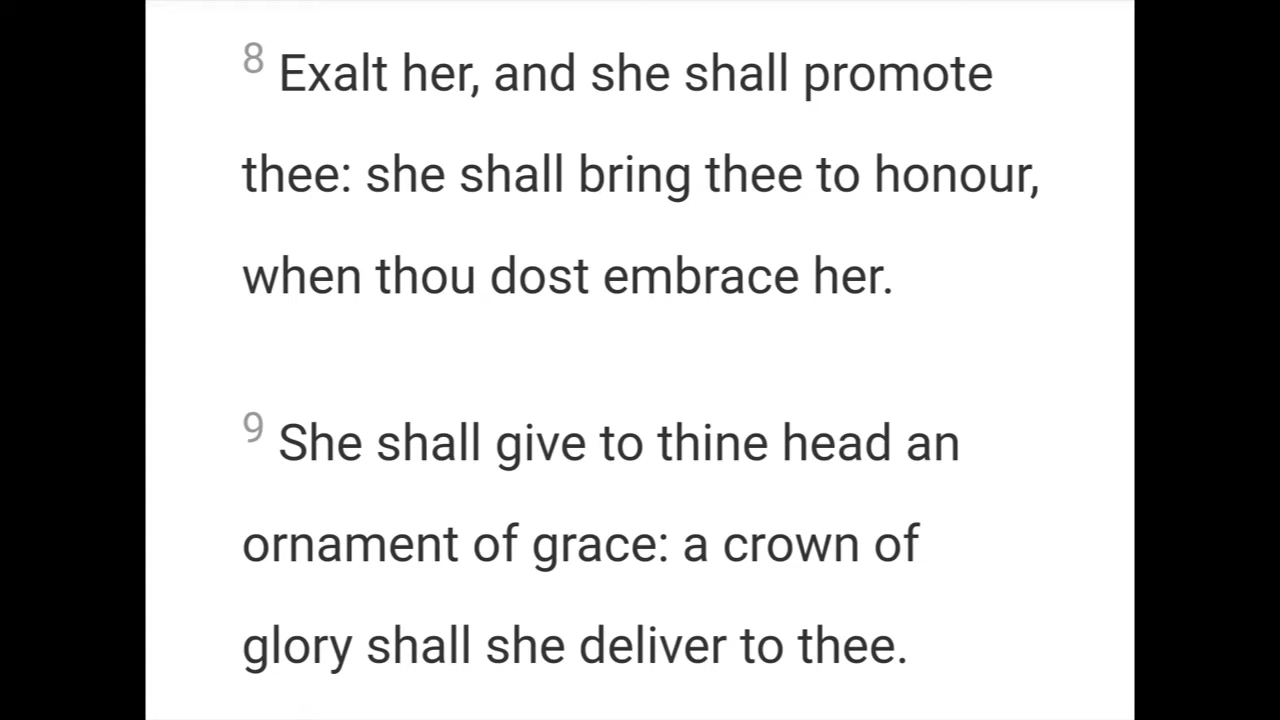 8 Exalt her, and she shall promote
thee: she shall bring thee to honour,
when thou dost embrace her.
9 She shall give to thine head an
ornament of grace: a crown of
glory shall she deliver to thee.